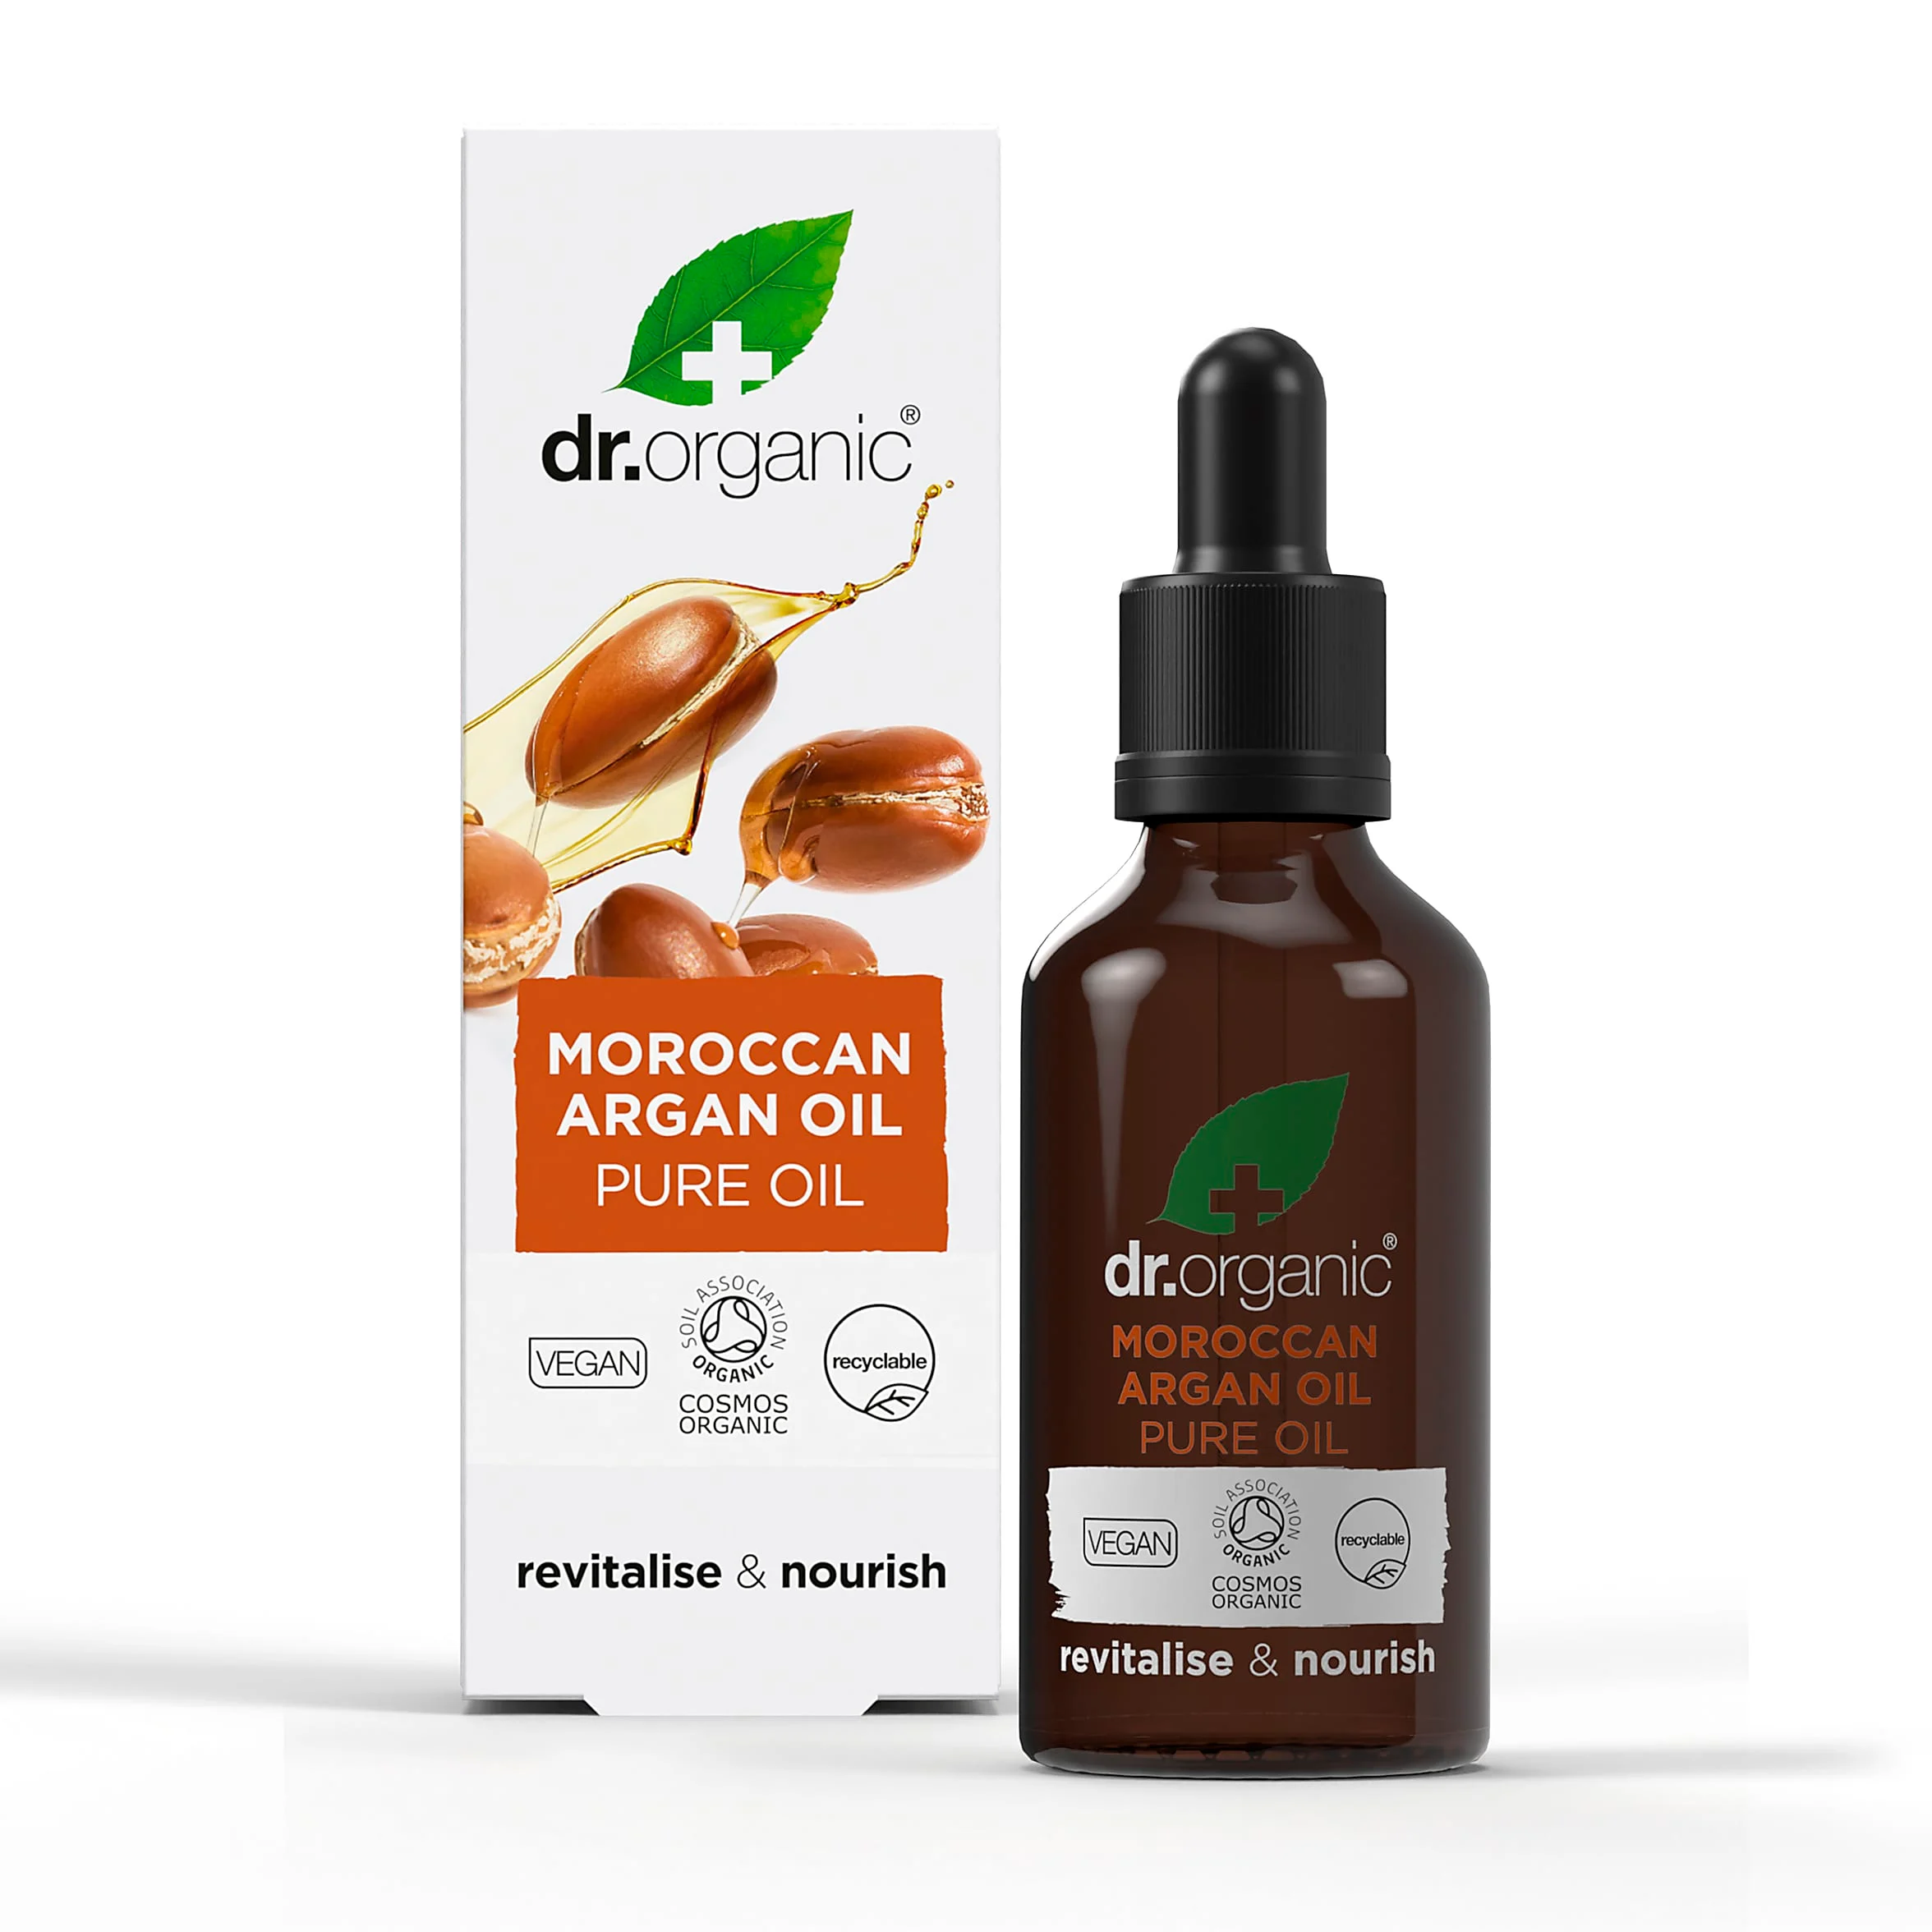 dr.organic®
MOROCCAN
ARGAN OIL
PURE OIL
VEGAN
SOIL ASSOCIATION
ORGANIC
COSMOS
ORGANIC
recyclable
revitalise & nourish
dr.organic®
MOROCCAN
ARGAN OIL
PURE OIL
VEGAN
SOIL ASSOCIATION
ORGANIC
COSMOS
ORGANIC
recyclable
revitalise & nourish